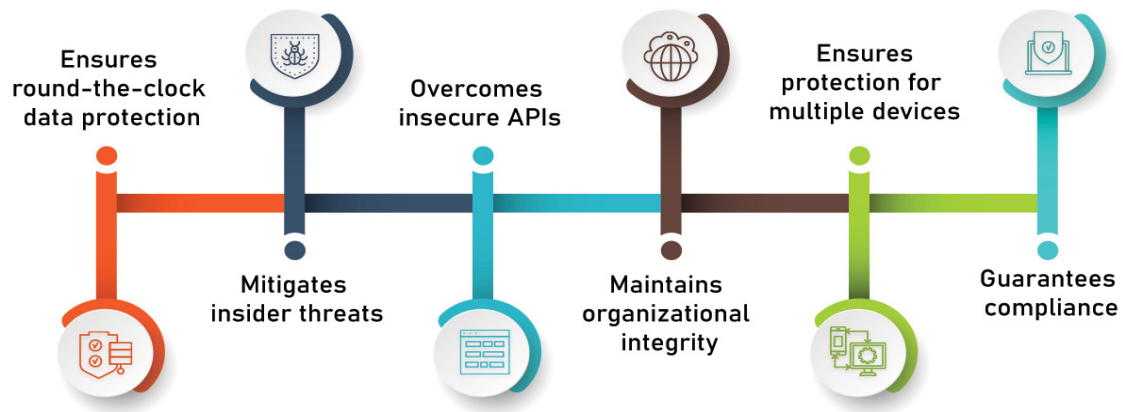 Ensures
round-the-clock
data protection
Mitigates
insider threats
Overcomes
insecure APIs
Maintains
organizational
integrity
Ensures
protection for
multiple devices
Guarantees
compliance